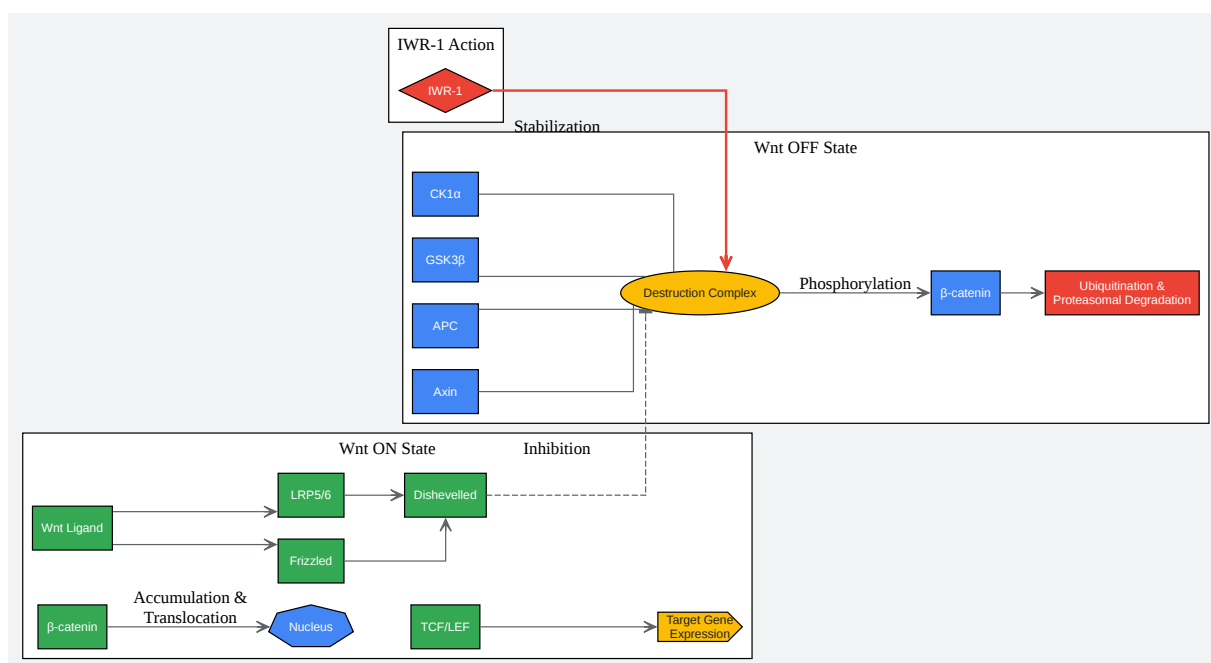 IWR-1 Action
IWR-1
Stabilization
Wnt OFF State
CK1α
GSK3β
APC
Axin
Destruction Complex
Phosphorylation
β-catenin
Ubiquitination &
Proteasomal Degradation
Wnt ON State
Inhibition
Wnt Ligand
LRP5/6
Frizzled
Dishevelled
β-catenin
Accumulation &
Translocation
Nucleus
TCF/LEF
Target Gene
Expression